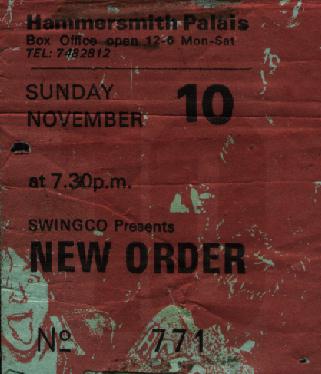 Hammersmith Palais
Box Office open 12-6 Mon-Sat
TEL: 7482812
SUNDAY 10
NOVEMBER
at 7.30p.m.
SWINGCO Presents
NEW ORDER
Nº 771